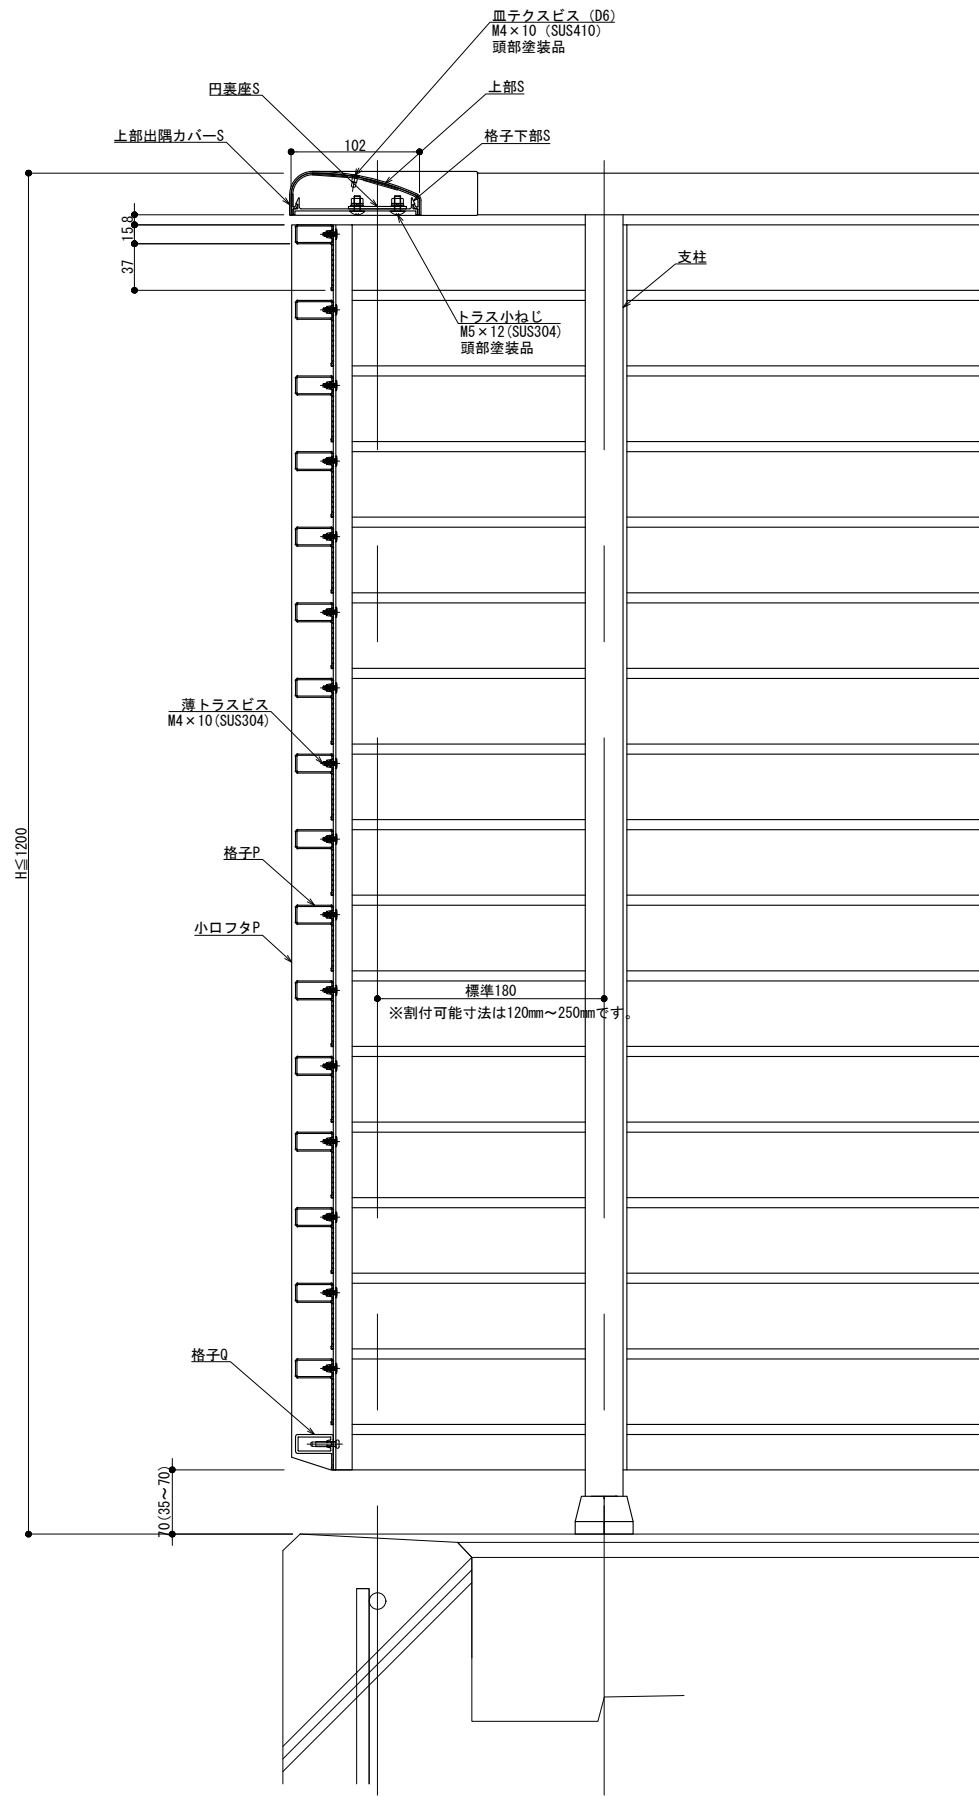 皿テクスビス (D6)
M4×10 (SUS410)
頭部塗装品
円裏座S
上部S
上部出隅カバーS
格子下部S
102
15.8
37
支柱
トラス小ねじ
M5×12(SUS304)
頭部塗装品
薄トラスビス
M4×10(SUS304)
H≦1200
格子P
小口フタP
標準180
※割付可能寸法は120mm～250mmです。
格子Q
70(35～70)